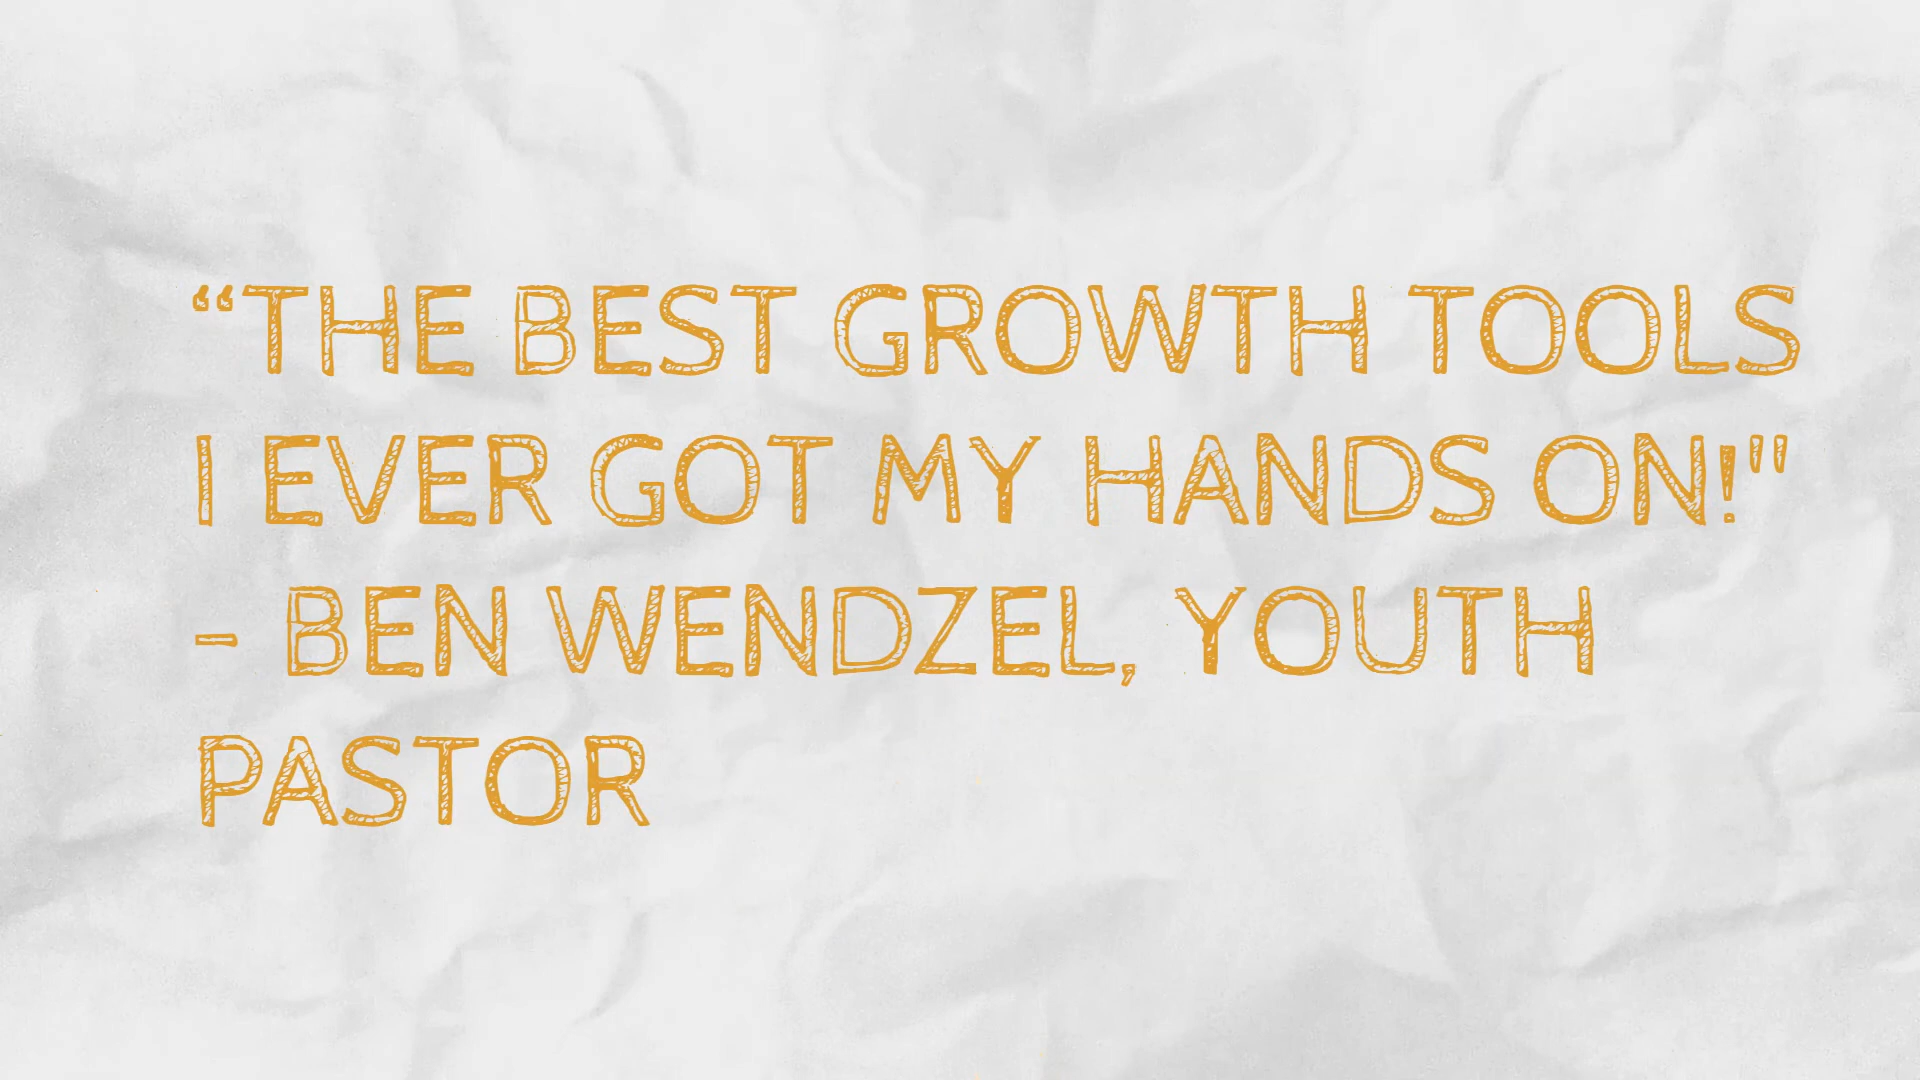 “THE BEST GROWTH TOOLS
I EVER GOT MY HANDS ON!"
- BEN WENDZEL, YOUTH
PASTOR